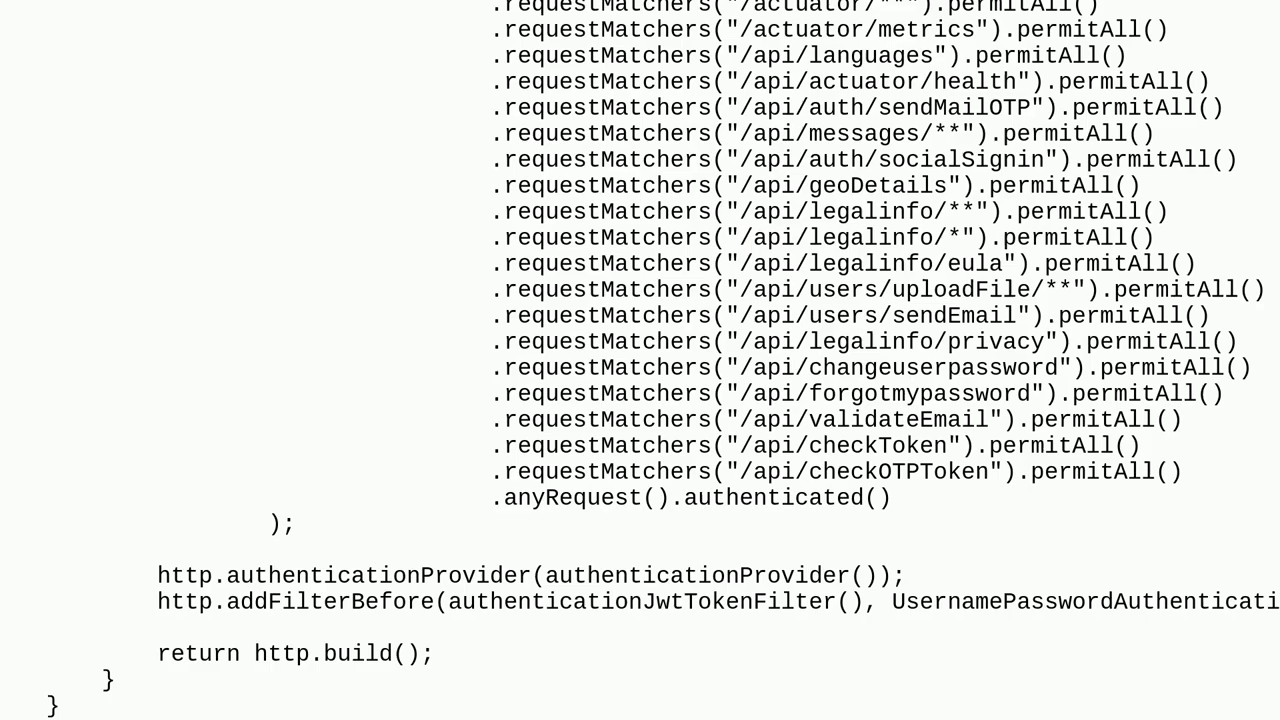 .requestMatchers("/actuator/***").permitAll()
.requestMatchers("/actuator/metrics").permitAll()
.requestMatchers("/api/languages").permitAll()
.requestMatchers("/api/actuator/health").permitAll()
.requestMatchers("/api/auth/sendMailOTP").permitAll()
.requestMatchers("/api/messages/**").permitAll()
.requestMatchers("/api/auth/socialSignin").permitAll()
.requestMatchers("/api/geoDetails").permitAll()
.requestMatchers("/api/legalinfo/**").permitAll()
.requestMatchers("/api/legalinfo/*").permitAll()
.requestMatchers("/api/legalinfo/eula").permitAll()
.requestMatchers("/api/users/uploadFile/**").permitAll()
.requestMatchers("/api/users/sendEmail").permitAll()
.requestMatchers("/api/legalinfo/privacy").permitAll()
.requestMatchers("/api/changeuserpassword").permitAll()
.requestMatchers("/api/forgotmypassword").permitAll()
.requestMatchers("/api/validateEmail").permitAll()
.requestMatchers("/api/checkToken").permitAll()
.requestMatchers("/api/checkOTPToken").permitAll()
.anyRequest().authenticated()
);
http.authenticationProvider(authenticationProvider());
http.addFilterBefore(authenticationJwtTokenFilter(), UsernamePasswordAuthenticati
return http.build();
}
}